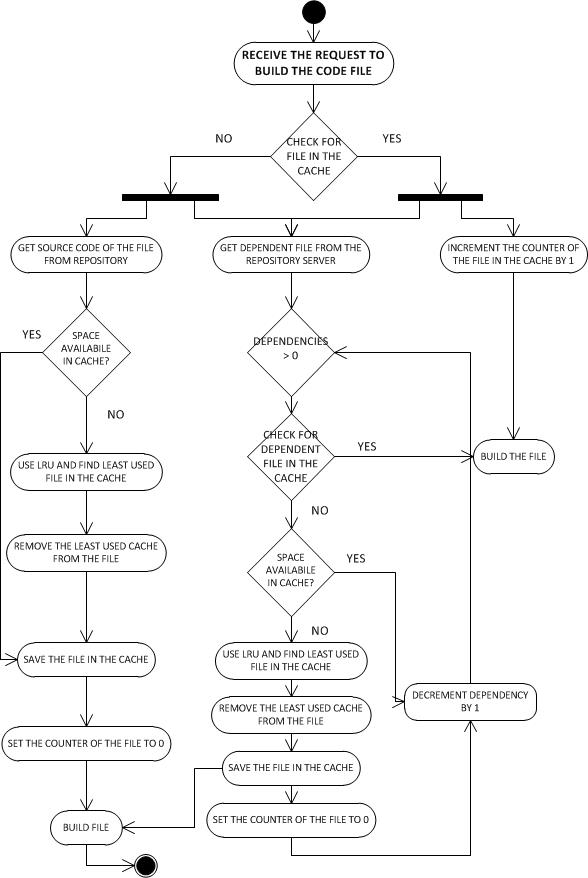 RECEIVE THE REQUEST TO
BUILD THE CODE FILE
NO
CHECK FOR
FILE IN THE
CACHE
YES
GET SOURCE CODE OF THE FILE
FROM REPOSITORY
GET DEPENDENT FILE FROM THE
REPOSITORY SERVER
INCREMENT THE COUNTER OF
THE FILE IN THE CACHE BY 1
YES
SPACE
AVAILABILE
IN CACHE?
NO
DEPENDENCIES
> 0
CHECK FOR
DEPENDENT
FILE IN THE
CACHE
YES
BUILD THE FILE
NO
USE LRU AND FIND LEAST USED
FILE IN THE CACHE
REMOVE THE LEAST USED CACHE
FROM THE FILE
SPACE
AVAILABILE
IN CACHE?
YES
NO
SAVE THE FILE IN THE CACHE
USE LRU AND FIND LEAST USED
FILE IN THE CACHE
REMOVE THE LEAST USED CACHE
FROM THE FILE
DECREMENT DEPENDENCY
BY 1
SET THE COUNTER OF THE FILE TO 0
SAVE THE FILE IN THE CACHE
BUILD FILE
SET THE COUNTER OF THE FILE TO 0